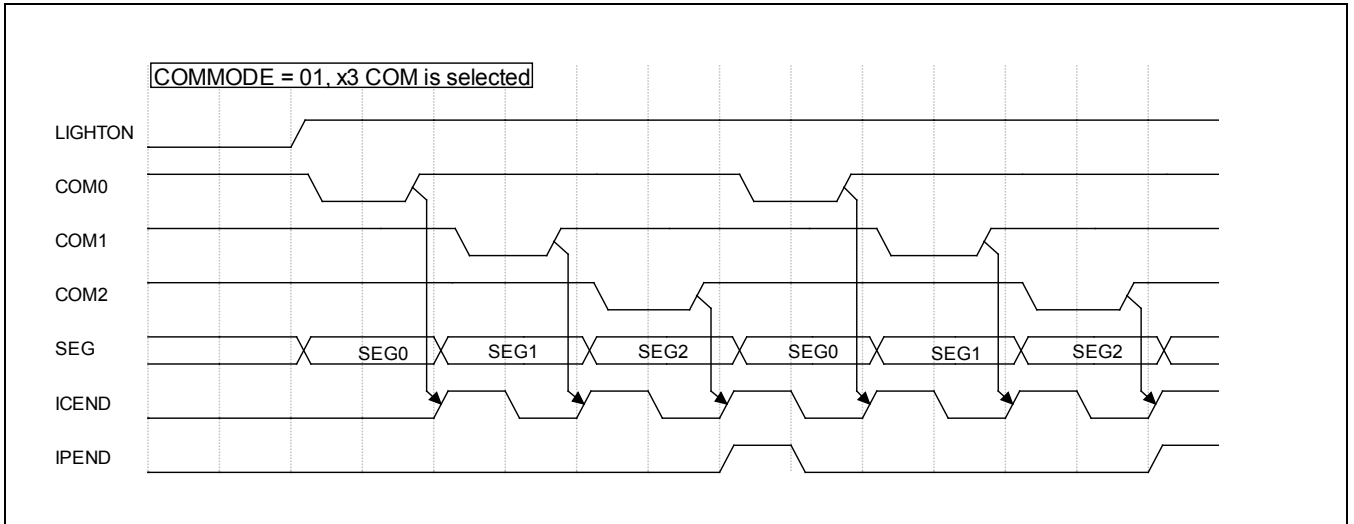 COMMODE = 01, x3 COM is selected
LIGHTON
COM0
COM1
COM2
SEG SEG0 SEG1 SEG2 SEG0 SEG1 SEG2
ICEND
IPEND